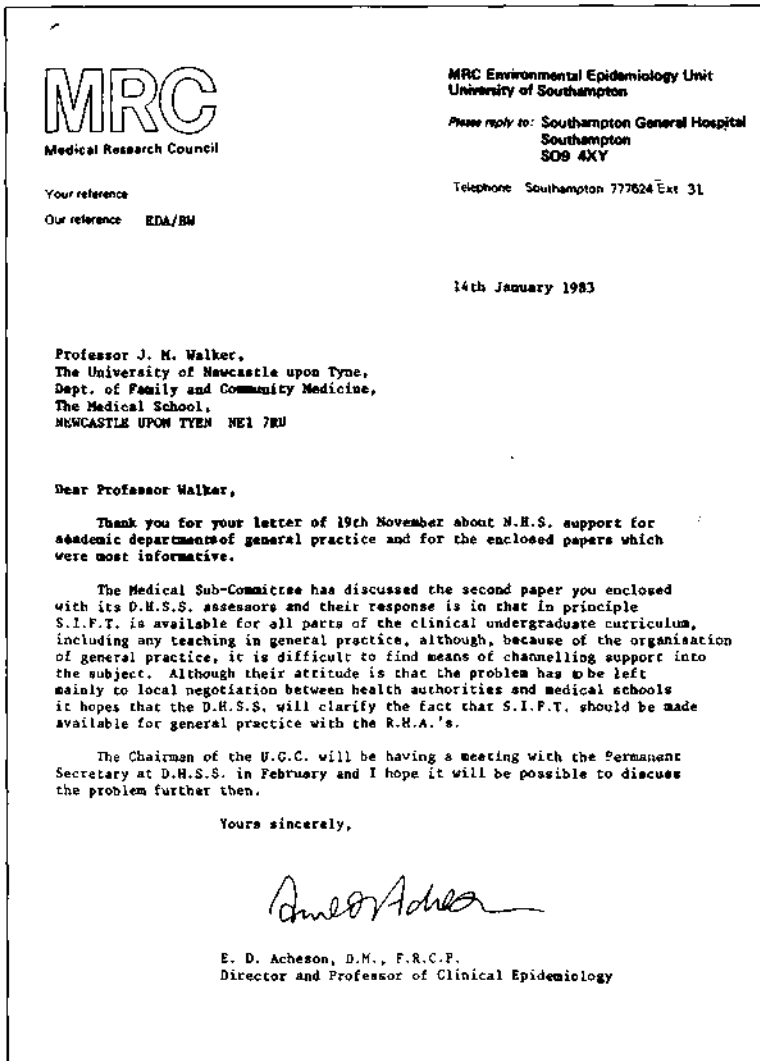 MRC
Medical Research Council
MRC Environmental Epidemiology Unit
University of Southampton
Please reply to: Southampton General Hospital
Southampton
SO9 4XY
Telephone Southampton 777624 Ext 31
Your reference
Our reference EDA/BW
14th January 1983
Professor J. M. Walker,
The University of Newcastle upon Tyne,
Dept. of Family and Community Medicine,
The Medical School,
NEWCASTLE UPON TYEN NE1 7RU
Dear Professor Walker,
Thank you for your letter of 19th November about N.H.S. support for
academic departments of general practice and for the enclosed papers which
were most informative.
The Medical Sub-Committee has discussed the second paper you enclosed
with its D.H.S.S. assessors and their response is in that in principle
S.I.F.T. is available for all parts of the clinical undergraduate curriculum,
including any teaching in general practice, although, because of the organisation
of general practice, it is difficult to find means of channelling support into
the subject. Although their attitude is that the problem has to be left
mainly to local negotiation between health authorities and medical schools
it hopes that the D.H.S.S. will clarify the fact that S.I.F.T. should be made
available for general practice with the R.H.A.'s.
The Chairman of the U.G.C. will be having a meeting with the Permanent
Secretary at D.H.S.S. in February and I hope it will be possible to discuss
the problem further then.
Yours sincerely,
E. D. Acheson, D.M., F.R.C.P.
Director and Professor of Clinical Epidemiology